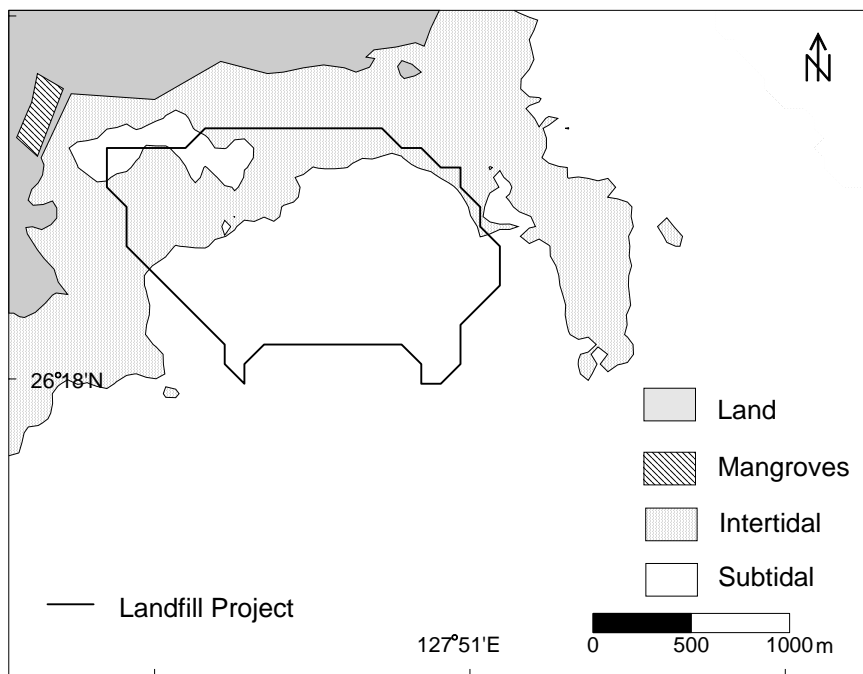 N
26°18'N
Land
Mangroves
Intertidal
Subtidal
Landfill Project
127°51'E
0 500 1000 m